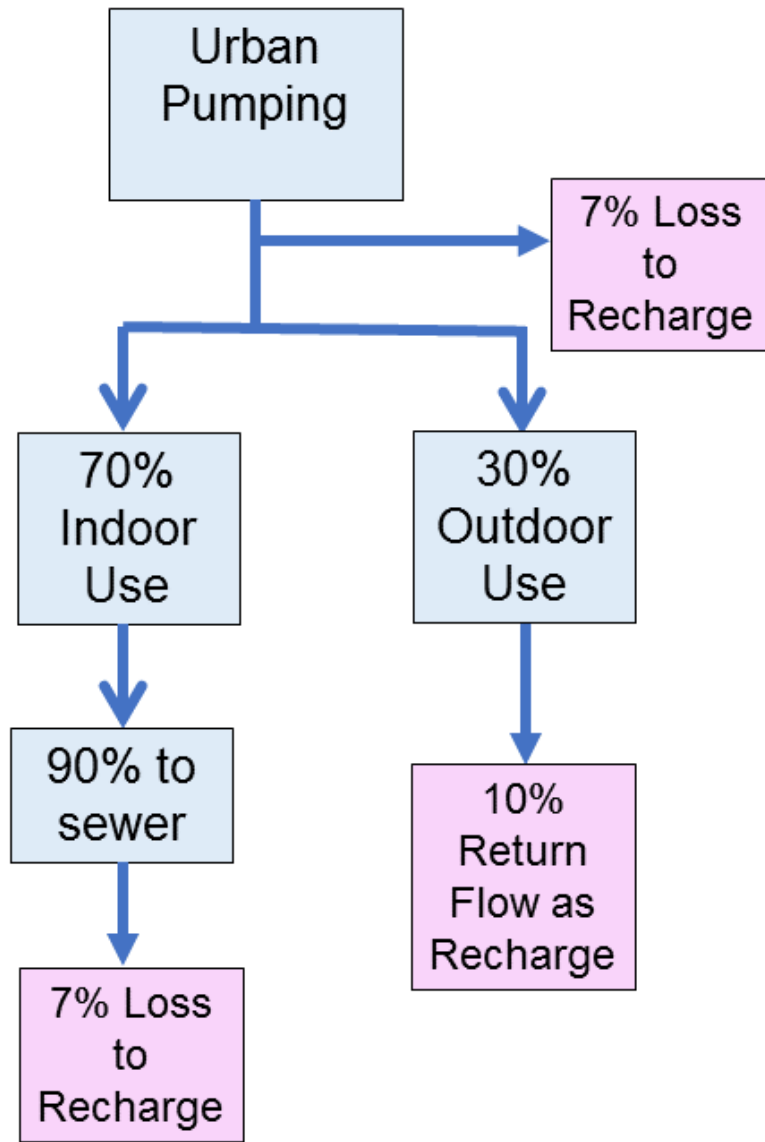 Urban
Pumping
7% Loss
to
Recharge
70%
Indoor
Use
30%
Outdoor
Use
90% to
sewer
10%
Return
Flow as
Recharge
7% Loss
to
Recharge